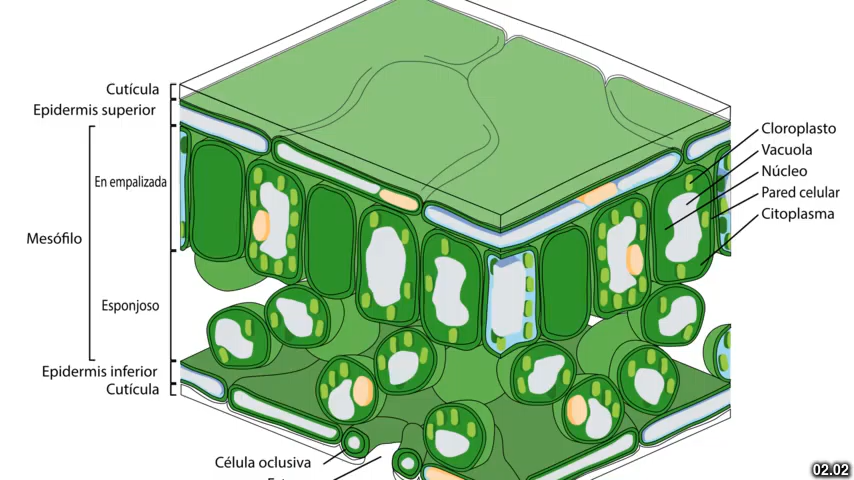 Cutícula
Epidermis superior
En empalizada
Mesófilo
Esponjoso
Epidermis inferior
Cutícula
Célula oclusiva
Cloroplasto
Vacuola
Núcleo
Pared celular
Citoplasma
02.02